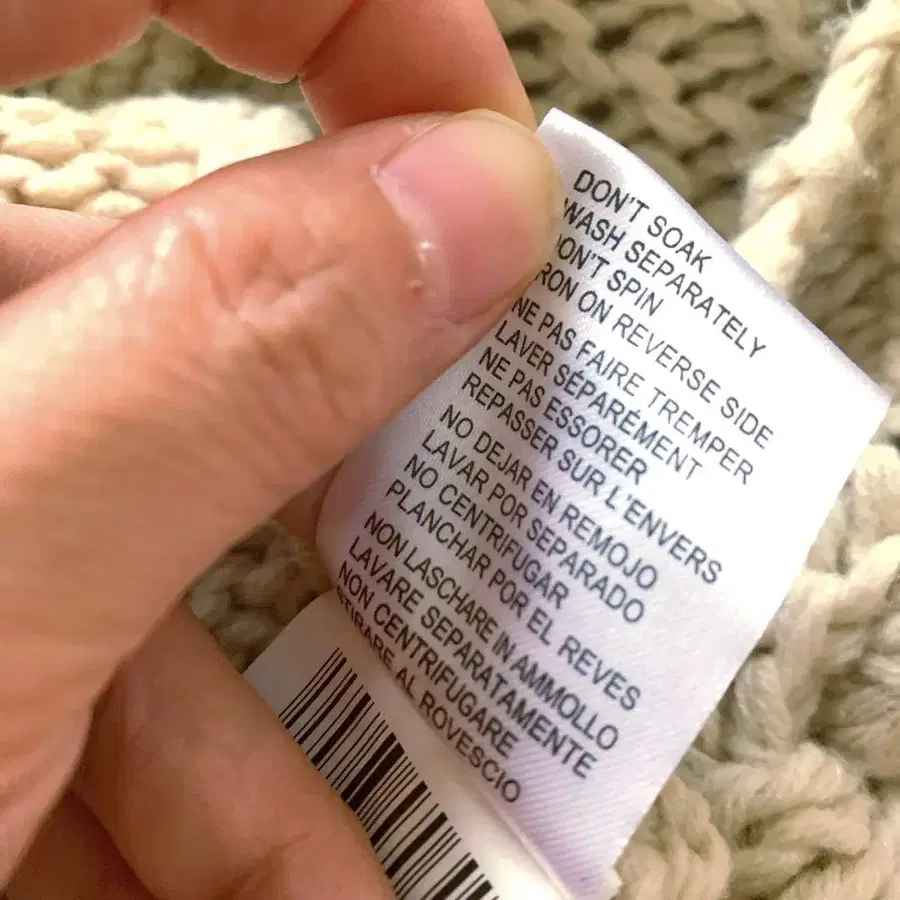 DON'T SOAK
WASH SEPARATELY
DON'T SPIN
IRON ON REVERSE SIDE
NE PAS FAIRE TREMPER
LAVER SÉPARÉMENT
NE PAS ESSORER
REPASSER SUR L'ENVERS
NO DEJAR EN REMOJO
LAVAR POR SEPARADO
NO CENTRIFUGAR
PLANCHAR POR EL REVES
NON LASCHARE IN AMMOLLO
LAVARE SEPARATAMENTE
NON CENTRIFUGARE
STIRARE AL ROVESCIO